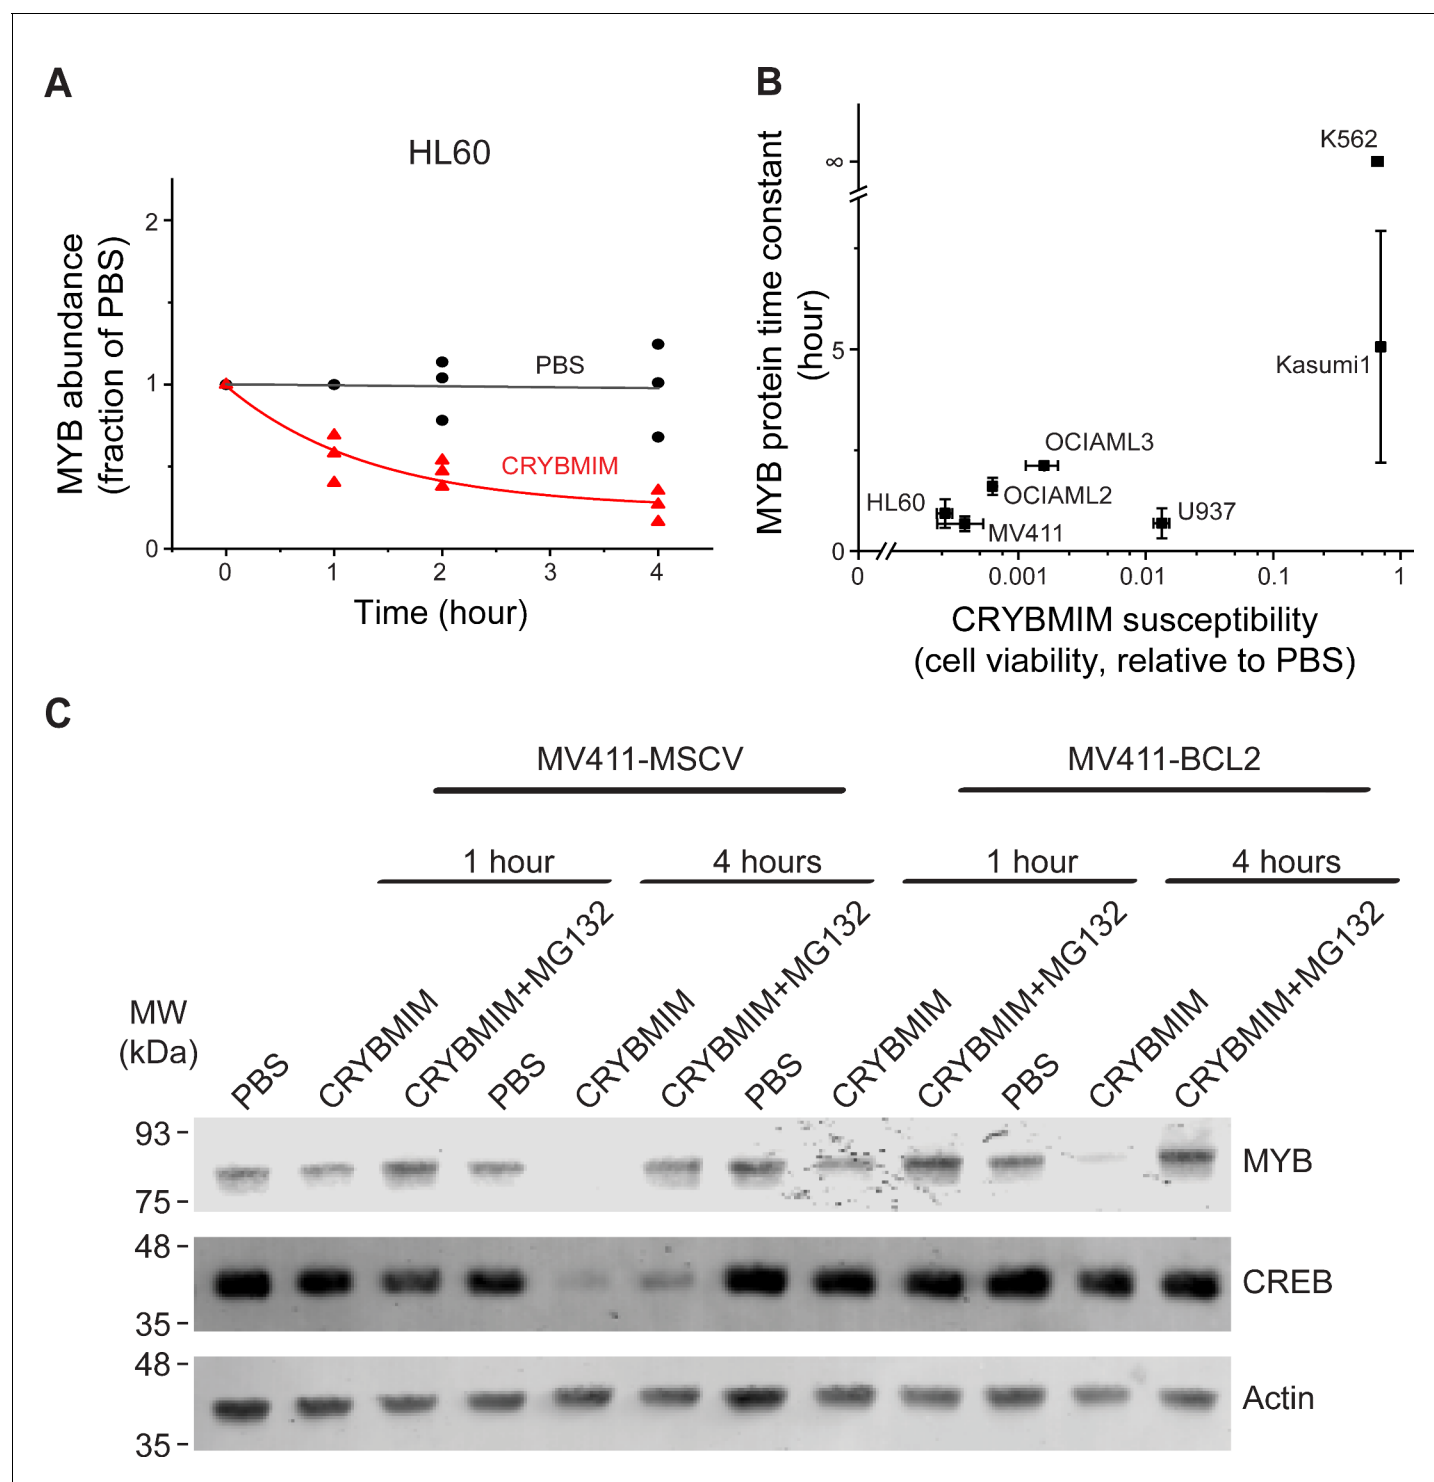 A
HL60
MYB abundance
(fraction of PBS)
2
1
0
PBS
CRYBMIM
0 1 2 3 4
Time (hour)
B
MYB protein time constant
(hour)
∞
5
0
K562
Kasumi1
OCIAML3
OCIAML2
HL60
MV411
U937
0 0.001 0.01 0.1 1
CRYBMIM susceptibility
(cell viability, relative to PBS)
C
MV411-MSCV MV411-BCL2
1 hour 4 hours 1 hour 4 hours
MW
(kDa)
PBS
CRYBMIM
CRYBMIM+MG132
PBS
CRYBMIM
CRYBMIM+MG132
PBS
CRYBMIM
CRYBMIM+MG132
PBS
CRYBMIM
CRYBMIM+MG132
93
75
MYB
48
35
CREB
48
35
Actin